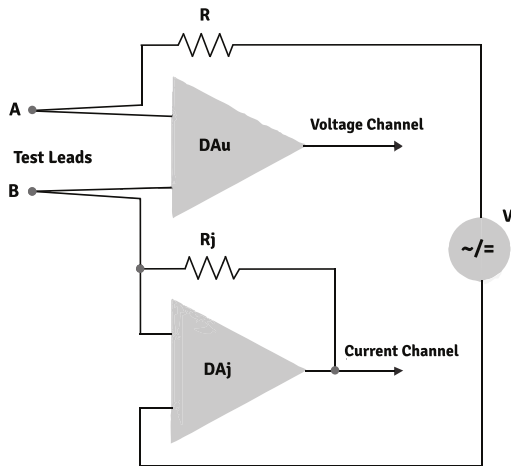 R
A
DAu
Voltage Channel
Test Leads
B
V
~/=
Rj
Current Channel
DAj